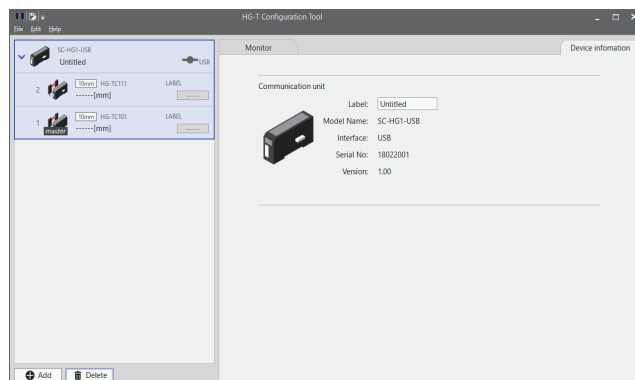 HG-T Configuration Tool
File Edit Help
SC-HG1-USB
Untitled
USB
2 10mm HG-TC111 LABEL
------[mm] ------
1 10mm HG-TC101 LABEL
master ------[mm] ------
Add Delete
Monitor Device infomation
Communication unit
Label: Untitled
Model Name: SC-HG1-USB
Interface: USB
Serial No: 18022001
Version: 1.00